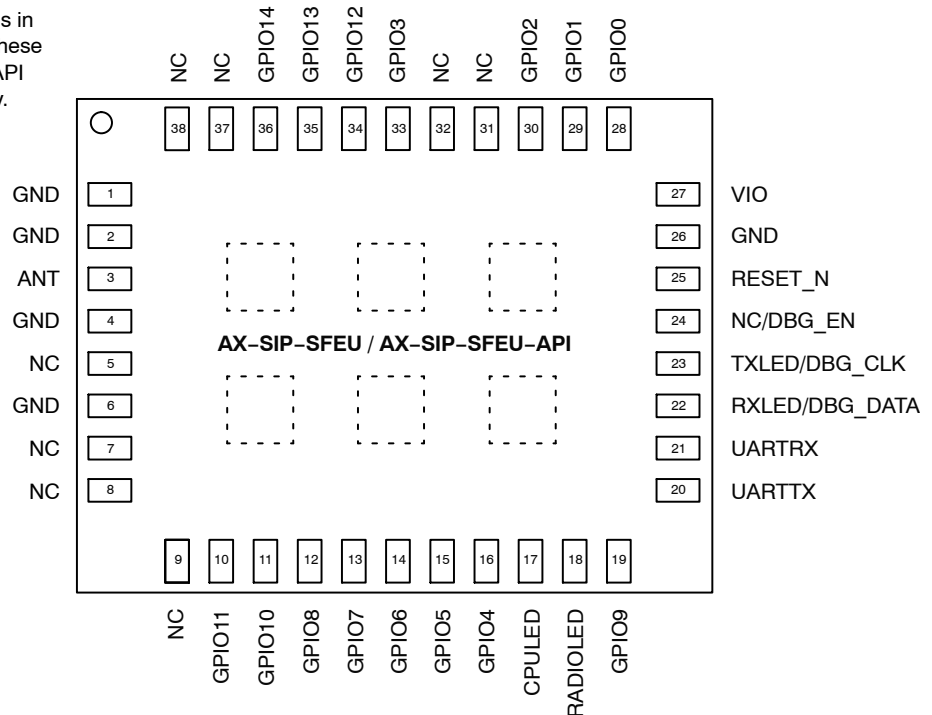 s in
hese
API
y.
NC
NC
GPIO14
GPIO13
GPIO12
GPIO3
NC
NC
GPIO2
GPIO1
GPIO0
38 37 36 35 34 33 32 31 30 29 28
GND 1
GND 2
ANT 3
GND 4
NC 5
GND 6
NC 7
NC 8
27 VIO
26 GND
25 RESET_N
24 NC/DBG_EN
23 TXLED/DBG_CLK
22 RXLED/DBG_DATA
21 UARTRX
20 UARTTX
AX-SIP-SFEU / AX-SIP-SFEU-API
9 10 11 12 13 14 15 16 17 18 19
NC
GPIO11
GPIO10
GPIO8
GPIO7
GPIO6
GPIO5
GPIO4
CPULED
RADIOLED
GPIO9